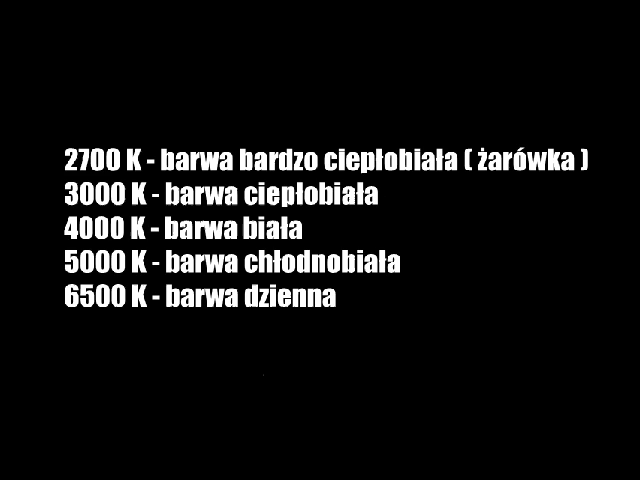 2700 K - barwa bardzo ciepłobiała ( żarówka )
3000 K - barwa ciepłobiała
4000 K - barwa biała
5000 K - barwa chłodnobiała
6500 K - barwa dzienna